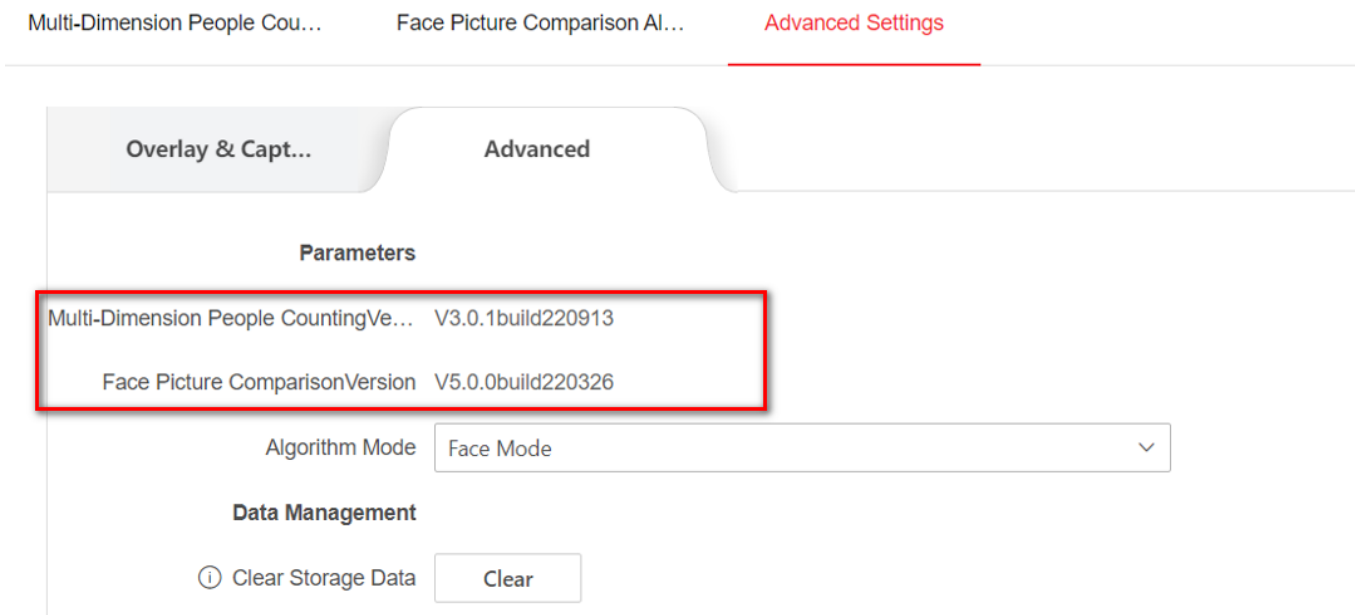 Multi-Dimension People Cou... Face Picture Comparison Al... Advanced Settings
Overlay & Capt... Advanced
Parameters
Multi-Dimension People CountingVe... V3.0.1build220913
Face Picture ComparisonVersion V5.0.0build220326
Algorithm Mode Face Mode
Data Management
Clear Storage Data Clear